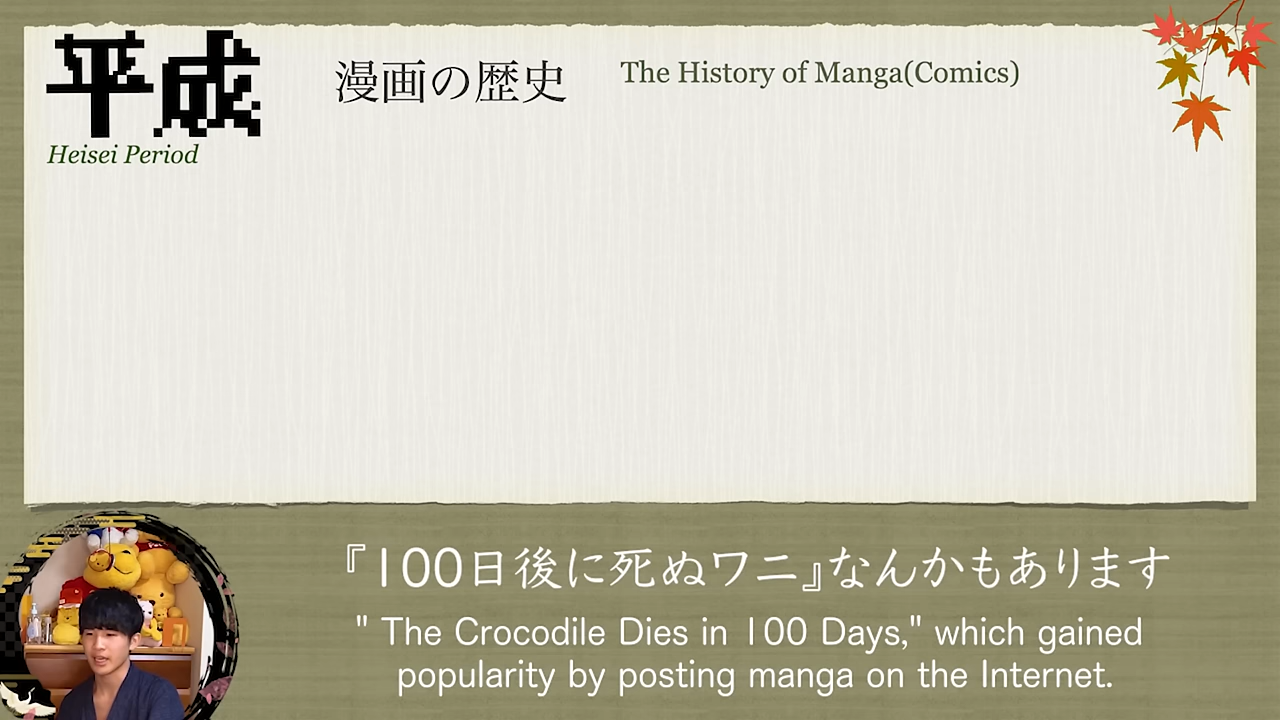 平成
Heisei Period
漫画の歴史
The History of Manga(Comics)
『100日後に死ぬワニ』なんかもあります
" The Crocodile Dies in 100 Days," which gained
popularity by posting manga on the Internet.